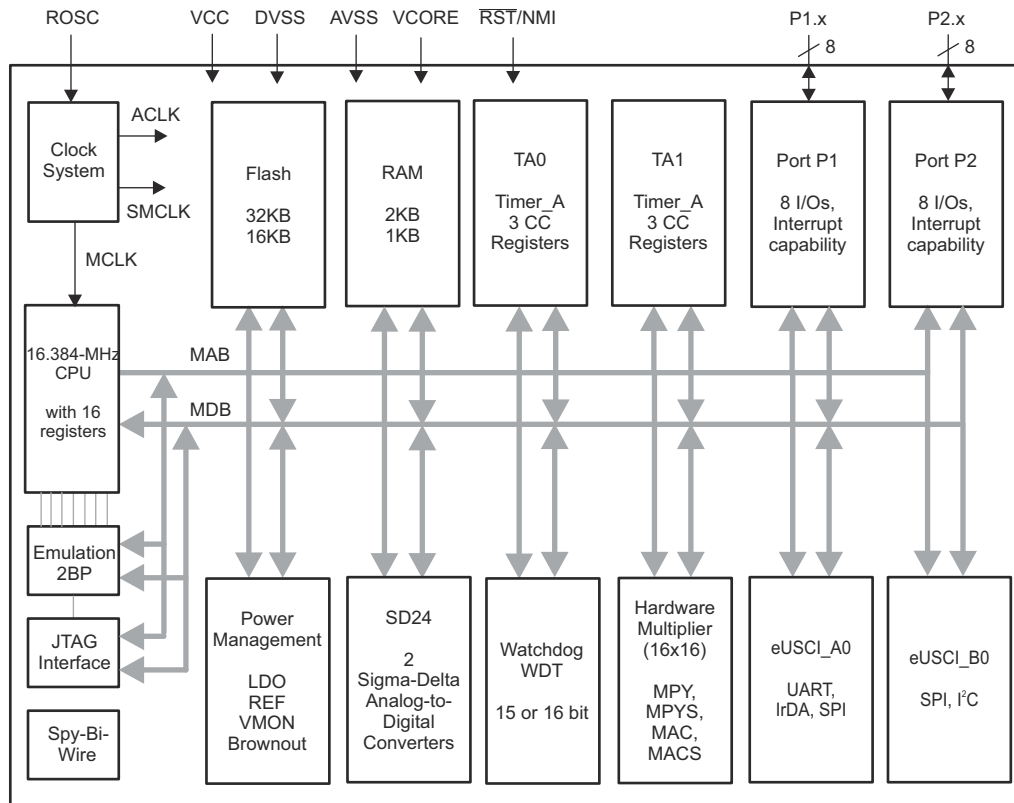 ROSC
VCC
DVSS
AVSS
VCORE
RST/NMI
P1.x
P2.x
8
8
Clock
System
ACLK
SMCLK
MCLK
Flash
32KB
16KB
RAM
2KB
1KB
TA0
Timer_A
3 CC
Registers
TA1
Timer_A
3 CC
Registers
Port P1
8 I/Os,
Interrupt
capability
Port P2
8 I/Os,
Interrupt
capability
16.384-MHz
CPU
with 16
registers
MAB
MDB
Emulation
2BP
JTAG
Interface
Spy-Bi-
Wire
Power
Management
LDO
REF
VMON
Brownout
SD24
2
Sigma-Delta
Analog-to-
Digital
Converters
Watchdog
WDT
15 or 16 bit
Hardware
Multiplier
(16x16)
MPY,
MPYS,
MAC,
MACS
eUSCI_A0
UART,
IrDA, SPI
eUSCI_B0
SPI, I²C